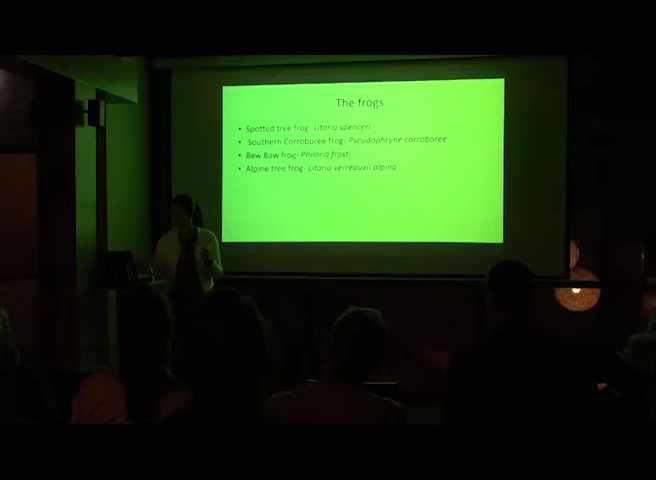 The frogs
• Spotted tree frog- Litoria spenceri
• Southern Corroboree frog- Pseudophryne corroboree
• Baw Baw frog- Philoria frosti
• Alpine tree frog- Litoria verreauxii alpina